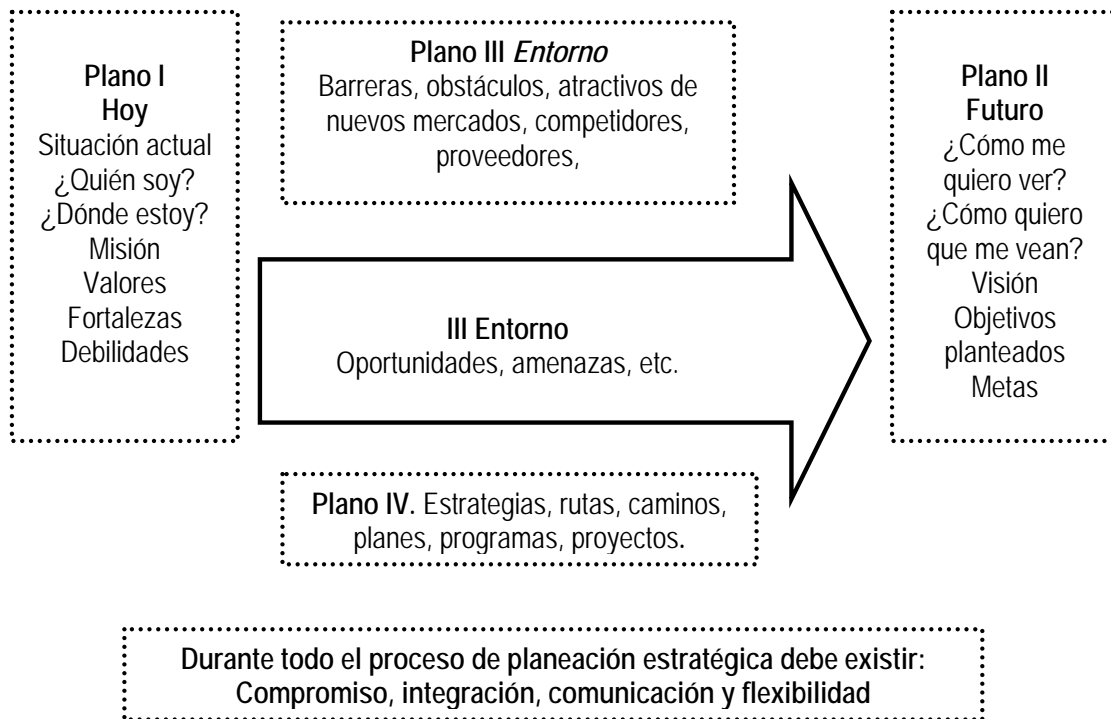 Plano I
Hoy
Situación actual
¿Quién soy?
¿Dónde estoy?
Misión
Valores
Fortalezas
Debilidades
Plano III Entorno
Barreras, obstáculos, atractivos de
nuevos mercados, competidores,
proveedores,
III Entorno
Oportunidades, amenazas, etc.
Plano IV. Estrategias, rutas, caminos,
planes, programas, proyectos.
Plano II
Futuro
¿Cómo me
quiero ver?
¿Cómo quiero
que me vean?
Visión
Objetivos
planteados
Metas
Durante todo el proceso de planeación estratégica debe existir:
Compromiso, integración, comunicación y flexibilidad